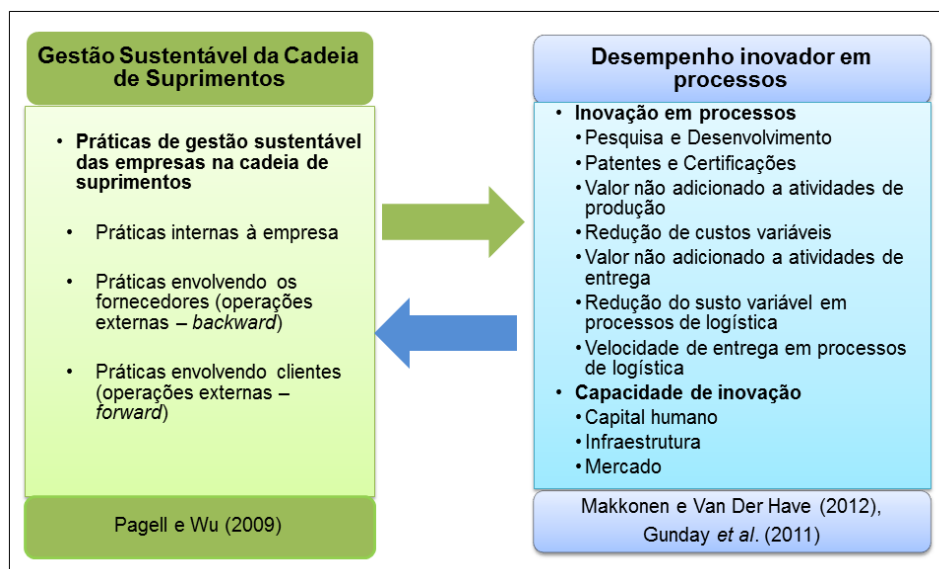 Gestão Sustentável da Cadeia
de Suprimentos
• Práticas de gestão sustentável
das empresas na cadeia de
suprimentos
• Práticas internas à empresa
• Práticas envolvendo os
fornecedores (operações
externas – backward)
• Práticas envolvendo clientes
(operações externas –
forward)
Pagell e Wu (2009)
Desempenho inovador em
processos
• Inovação em processos
• Pesquisa e Desenvolvimento
• Patentes e Certificações
• Valor não adicionado a atividades de
produção
• Redução de custos variáveis
• Valor não adicionado a atividades de
entrega
• Redução do susto variável em
processos de logística
• Velocidade de entrega em processos
de logística
• Capacidade de inovação
• Capital humano
• Infraestrutura
• Mercado
Makkonen e Van Der Have (2012),
Gunday et al. (2011)